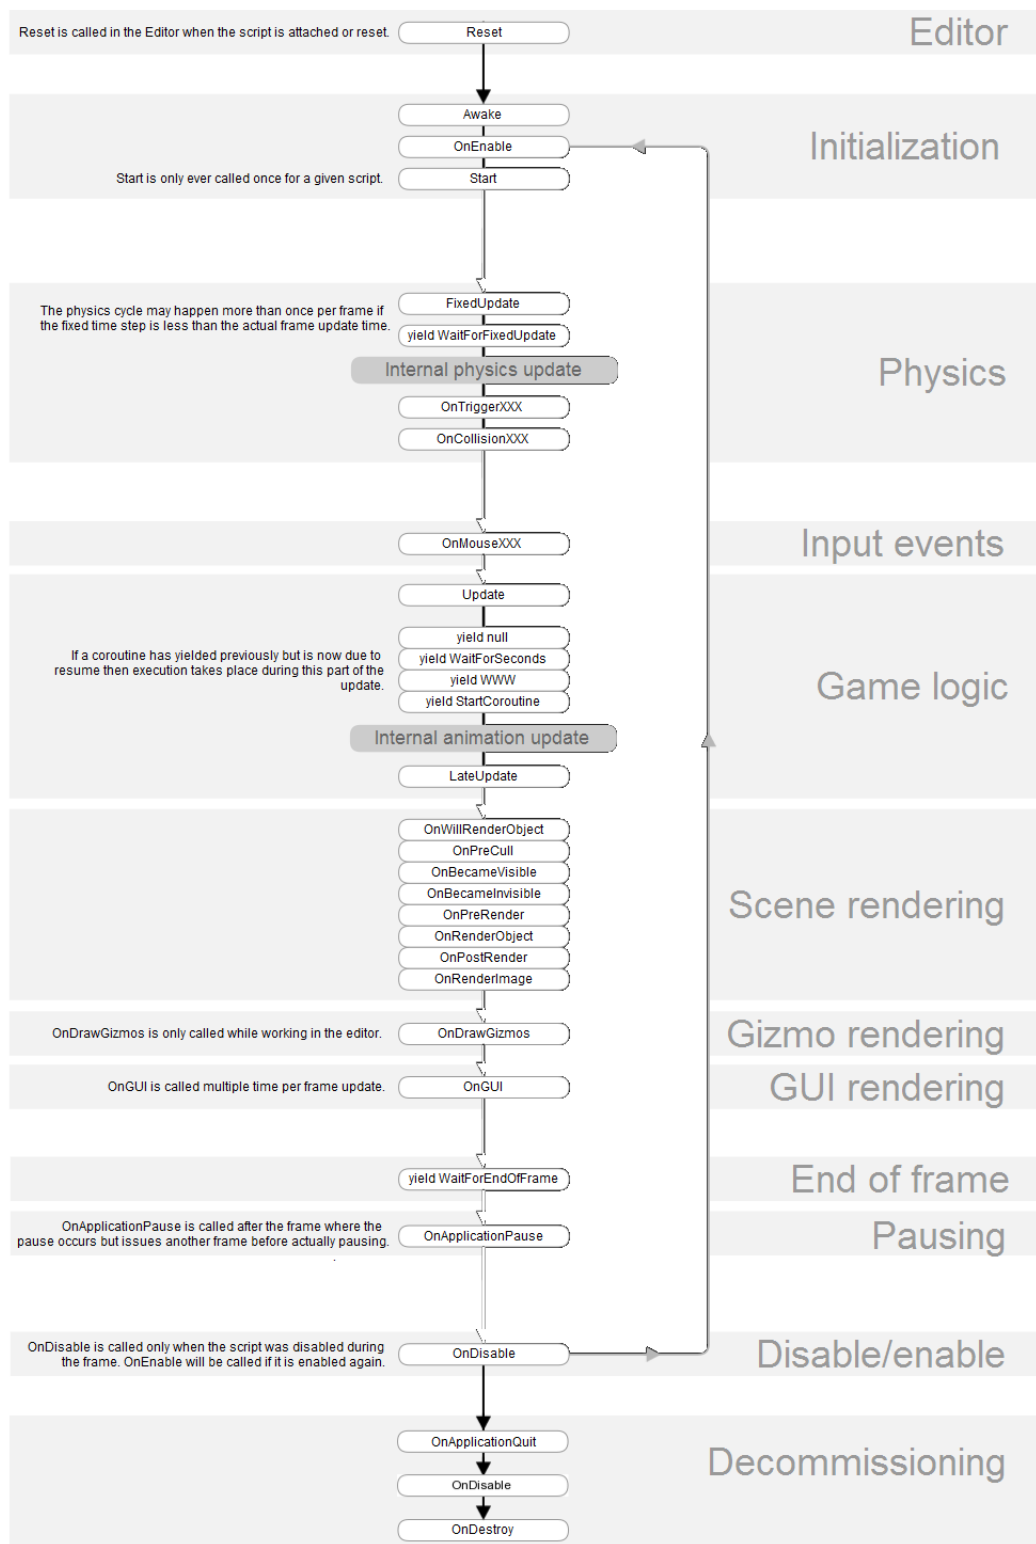 Reset is called in the Editor when the script is attached or reset.
Reset
Editor
Awake
OnEnable
Initialization
Start is only ever called once for a given script.
Start
The physics cycle may happen more than once per frame if
the fixed time step is less than the actual frame update time.
FixedUpdate
yield WaitForFixedUpdate
Internal physics update
Physics
OnTriggerXXX
OnCollisionXXX
OnMouseXXX
Input events
Update
If a coroutine has yielded previously but is now due to
resume then execution takes place during this part of the
update.
yield null
yield WaitForSeconds
yield WWW
yield StartCoroutine
Game logic
Internal animation update
LateUpdate
OnWillRenderObject
OnPreCull
OnBecameVisible
OnBecameInvisible
OnPreRender
OnRenderObject
OnPostRender
OnRenderImage
Scene rendering
OnDrawGizmos is only called while working in the editor.
OnDrawGizmos
Gizmo rendering
OnGUI is called multiple time per frame update.
OnGUI
GUI rendering
yield WaitForEndOfFrame
End of frame
OnApplicationPause is called after the frame where the
pause occurs but issues another frame before actually pausing.
.
OnApplicationPause
Pausing
OnDisable is called only when the script was disabled during
the frame. OnEnable will be called if it is enabled again.
OnDisable
Disable/enable
OnApplicationQuit
Decommissioning
OnDisable
OnDestroy